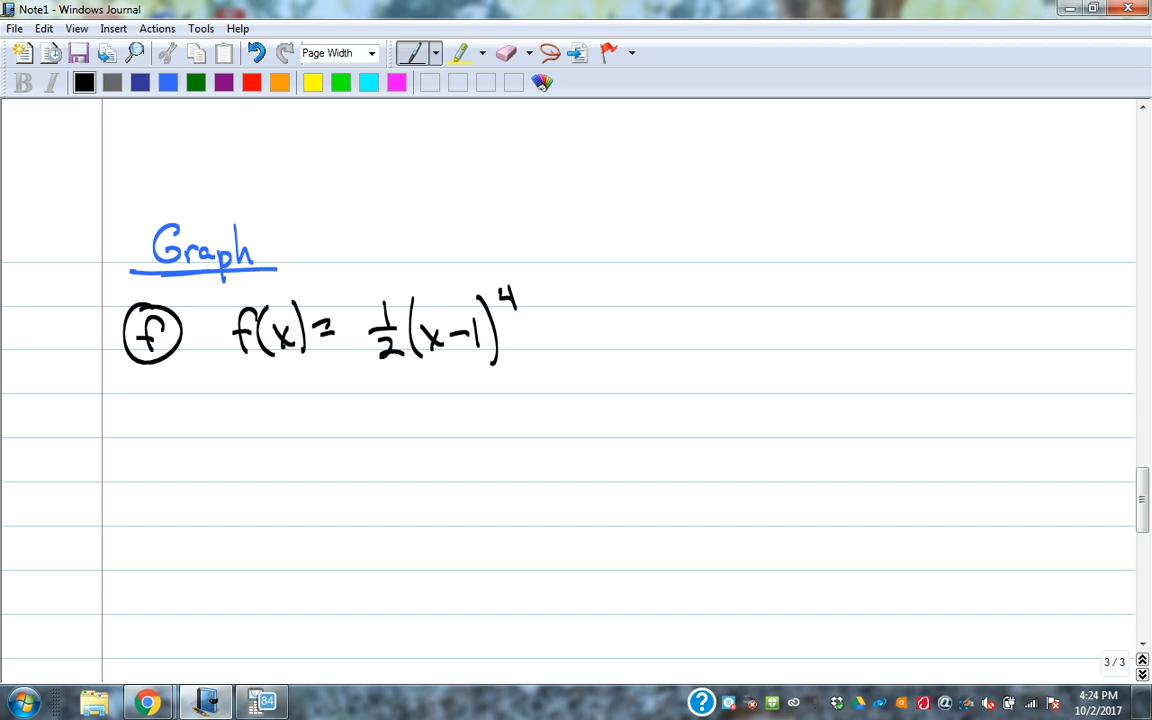 Note1 - Windows Journal
File Edit View Insert Actions Tools Help
Page Width
B I
Graph
f f(x) = 1/2 (x-1)^4
3 / 3
84
?
4:24 PM
10/2/2017